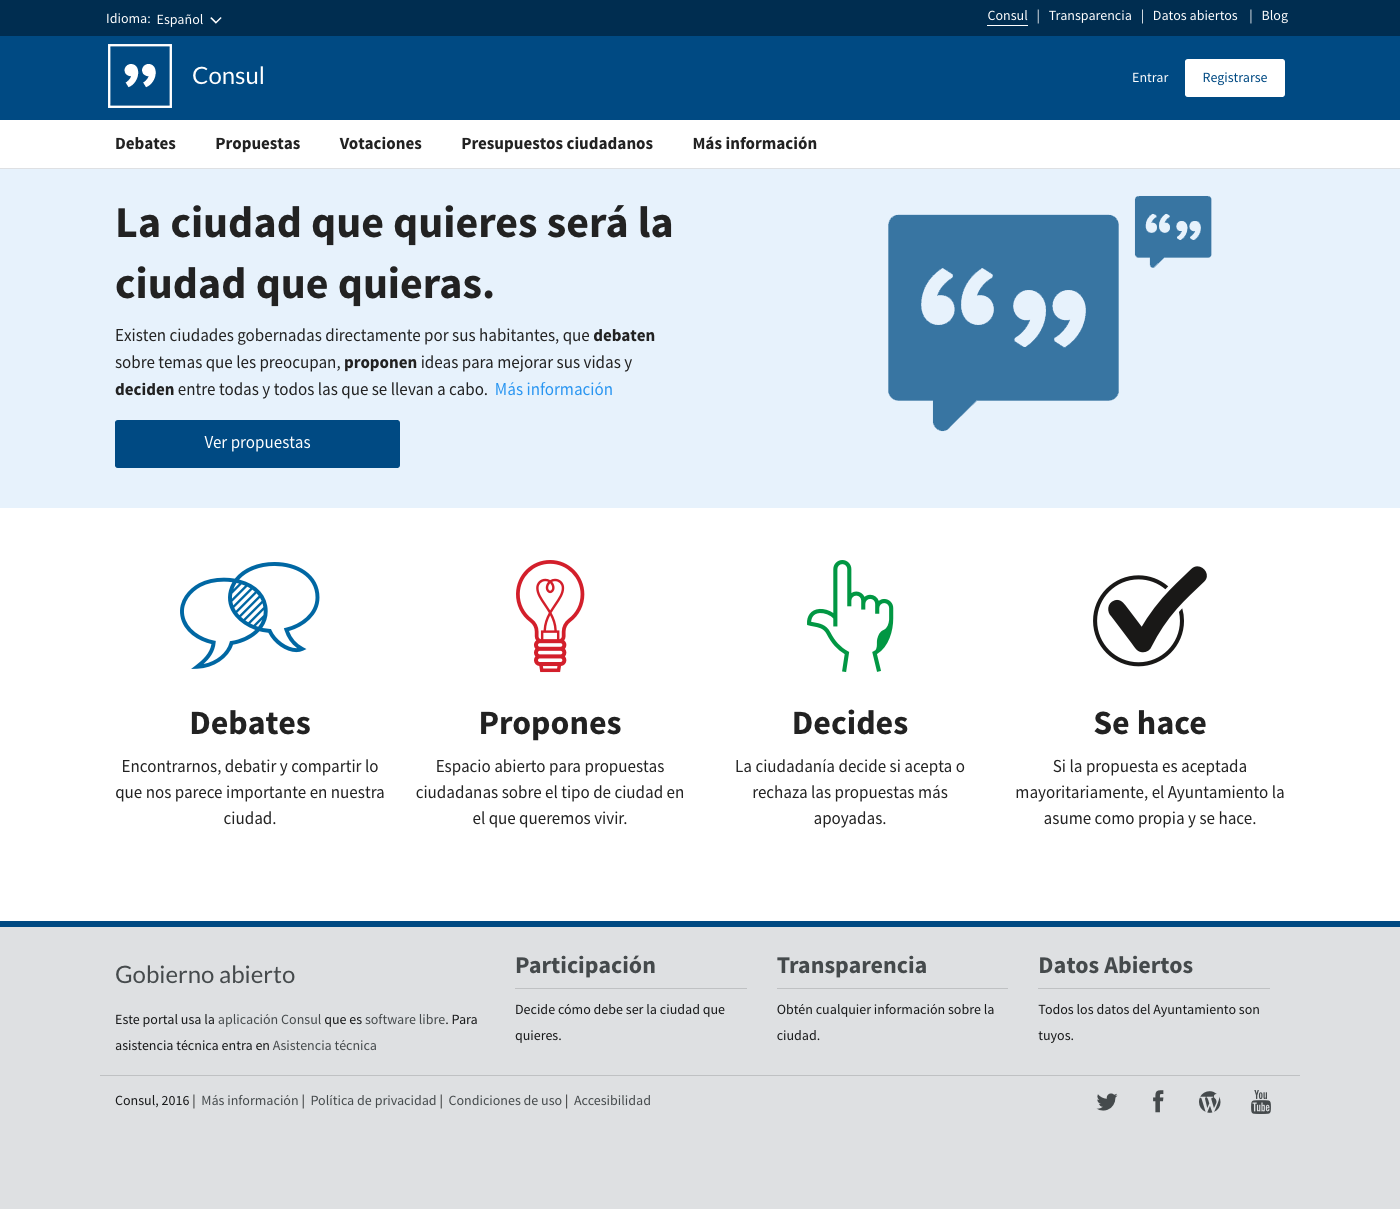 Idioma: Español
Consul | Transparencia | Datos abiertos | Blog
Consul
Entrar Registrarse
Debates Propuestas Votaciones Presupuestos ciudadanos Más información
La ciudad que quieres será la
ciudad que quieras.
Existen ciudades gobernadas directamente por sus habitantes, que debaten
sobre temas que les preocupan, proponen ideas para mejorar sus vidas y
deciden entre todas y todos las que se llevan a cabo. Más información
Ver propuestas
Debates
Encontrarnos, debatir y compartir lo
que nos parece importante en nuestra
ciudad.
Propones
Espacio abierto para propuestas
ciudadanas sobre el tipo de ciudad en
el que queremos vivir.
Decides
La ciudadanía decide si acepta o
rechaza las propuestas más
apoyadas.
Se hace
Si la propuesta es aceptada
mayoritariamente, el Ayuntamiento la
asume como propia y se hace.
Gobierno abierto
Este portal usa la aplicación Consul que es software libre. Para
asistencia técnica entra en Asistencia técnica
Participación
Decide cómo debe ser la ciudad que
quieres.
Transparencia
Obtén cualquier información sobre la
ciudad.
Datos Abiertos
Todos los datos del Ayuntamiento son
tuyos.
Consul, 2016 | Más información | Política de privacidad | Condiciones de uso | Accesibilidad
You
Tube